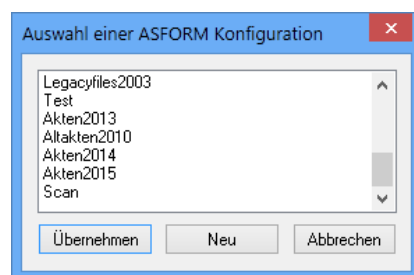 Auswahl einer ASFORM Konfiguration
Legacyfiles2003
Test
Akten2013
Altakten2010
Akten2014
Akten2015
Scan
Übernehmen Neu Abbrechen